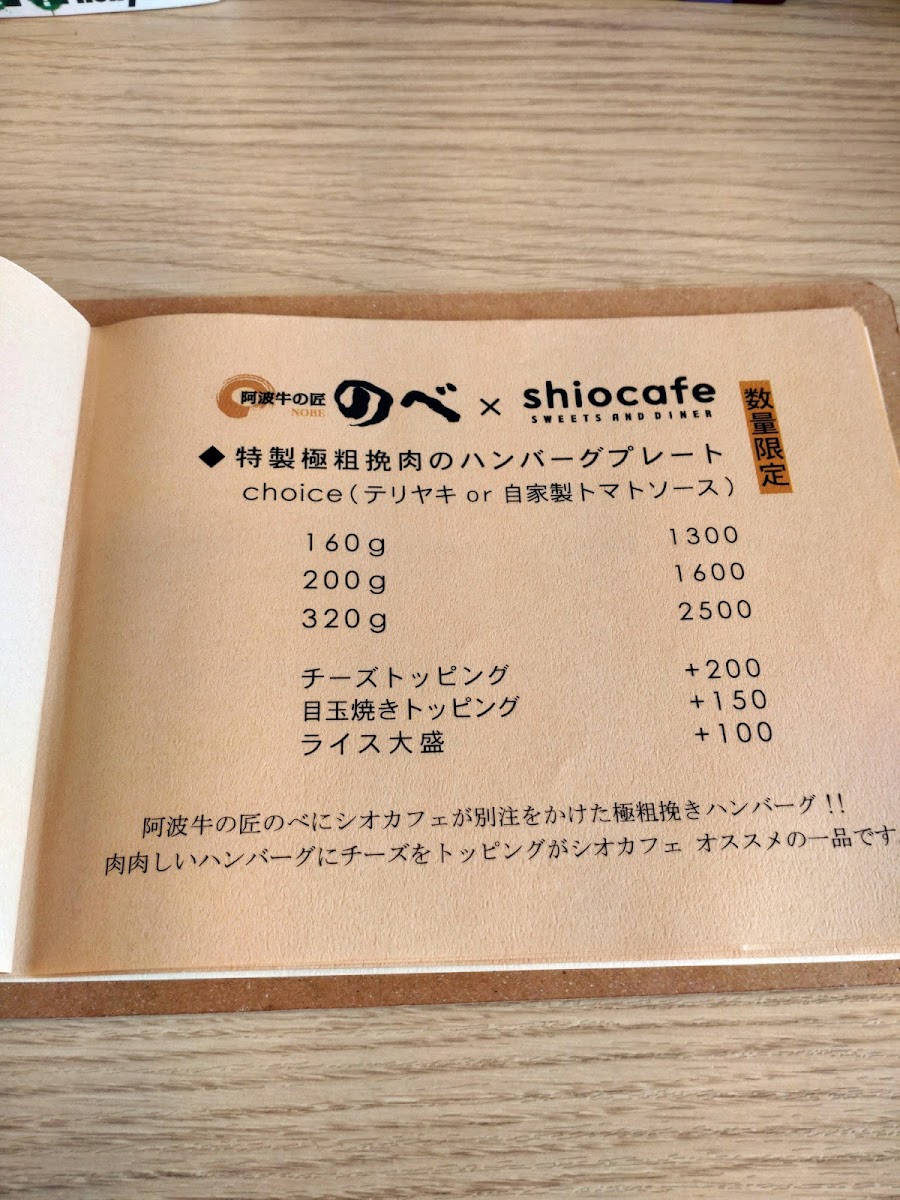 阿波牛の匠 のべ × shiocafe
NOBE
SWEETS AND DINER
数量限定
◆特製極粗挽肉のハンバーグプレート
choice（テリヤキ or 自家製トマトソース）
160g 1300
200g 1600
320g 2500
チーズトッピング +200
目玉焼きトッピング +150
ライス大盛 +100
阿波牛の匠のべにシオカフェが別注をかけた極粗挽きハンバーグ!!
肉肉しいハンバーグにチーズをトッピングがシオカフェ オススメの一品です。